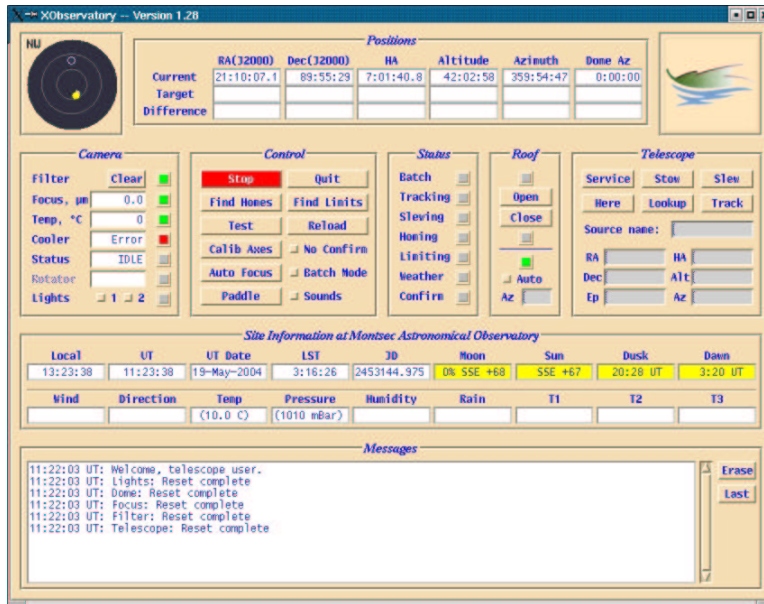 XObservatory -- Version 1.28
NW
Positions
RA(J2000) Dec(J2000) HA Altitude Azimuth Dome Az
Current 21:10:07.1 89:55:29 7:01:40.8 42:02:58 359:54:47 0:00:00
Target
Difference
Camera
Filter Clear
Focus, µm 0.0
Temp, °C 0
Cooler Error
Status IDLE
Rotator
Lights 1 2
Control
Stop Quit
Find Homes Find Limits
Test Reload
Calib Axes No Confirm
Auto Focus Batch Mode
Paddle Sounds
Status
Batch
Tracking
Slewing
Homing
Limiting
Weather
Confirm
Roof
Open
Close
Auto
Az
Telescope
Service Stow Slew
Here Lookup Track
Source name:
RA HA
Dec Alt
Ep Az
Site Information at Montsec Astronomical Observatory
Local UT UT Date LST JD Moon Sun Dusk Dawn
13:23:38 11:23:38 19-May-2004 3:16:26 2453144.975 0% SSE +68 SSE +67 20:28 UT 3:20 UT
Wind Direction Temp Pressure Humidity Rain T1 T2 T3
(10.0 C) (1010 mBar)
Messages
11:22:03 UT: Welcome, telescope user.
11:22:03 UT: Lights: Reset complete
11:22:03 UT: Dome: Reset complete
11:22:03 UT: Focus: Reset complete
11:22:03 UT: Filter: Reset complete
11:22:03 UT: Telescope: Reset complete
Erase
Last